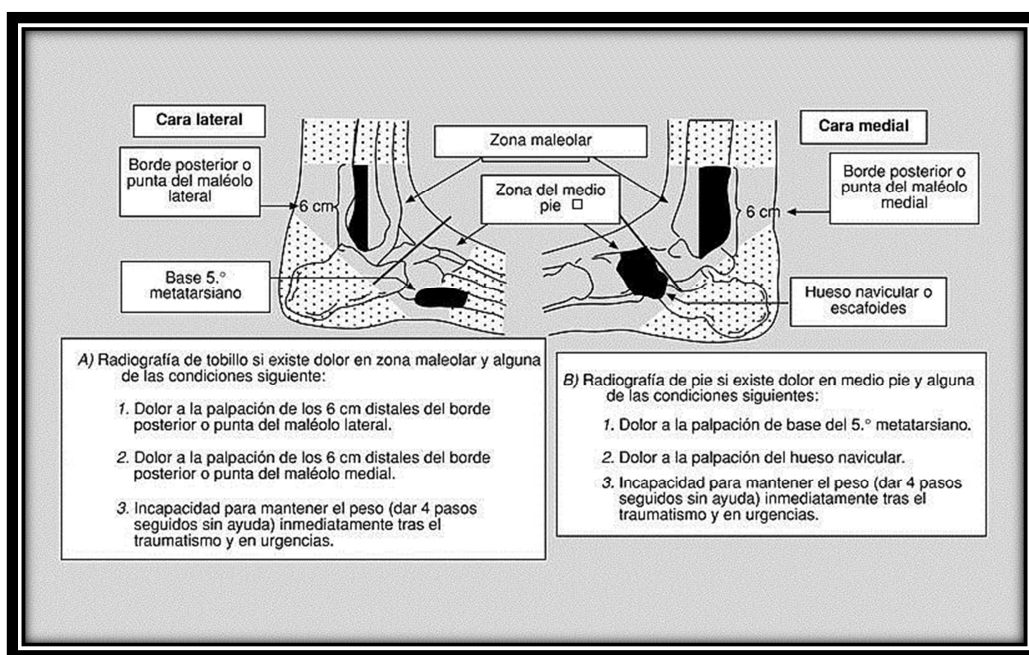 Cara lateral
Borde posterior o
punta del maléolo
lateral
6 cm
Base 5.°
metatarsiano
Zona maleolar
Zona del medio
pie □
Cara medial
Borde posterior o
punta del maléolo
medial
6 cm
Hueso navicular o
escafoides
A) Radiografía de tobillo si existe dolor en zona maleolar y alguna
de las condiciones siguiente:
1. Dolor a la palpación de los 6 cm distales del borde
posterior o punta del maléolo lateral.
2. Dolor a la palpación de los 6 cm distales del borde
posterior o punta del maléolo medial.
3. Incapacidad para mantener el peso (dar 4 pasos
seguidos sin ayuda) inmediatamente tras el
traumatismo y en urgencias.
B) Radiografía de pie si existe dolor en medio pie y alguna
de las condiciones siguientes:
1. Dolor a la palpación de base del 5.° metatarsiano.
2. Dolor a la palpación del hueso navicular.
3. Incapacidad para mantener el peso (dar 4 pasos
seguidos sin ayuda) inmediatamente tras el
traumatismo y en urgencias.